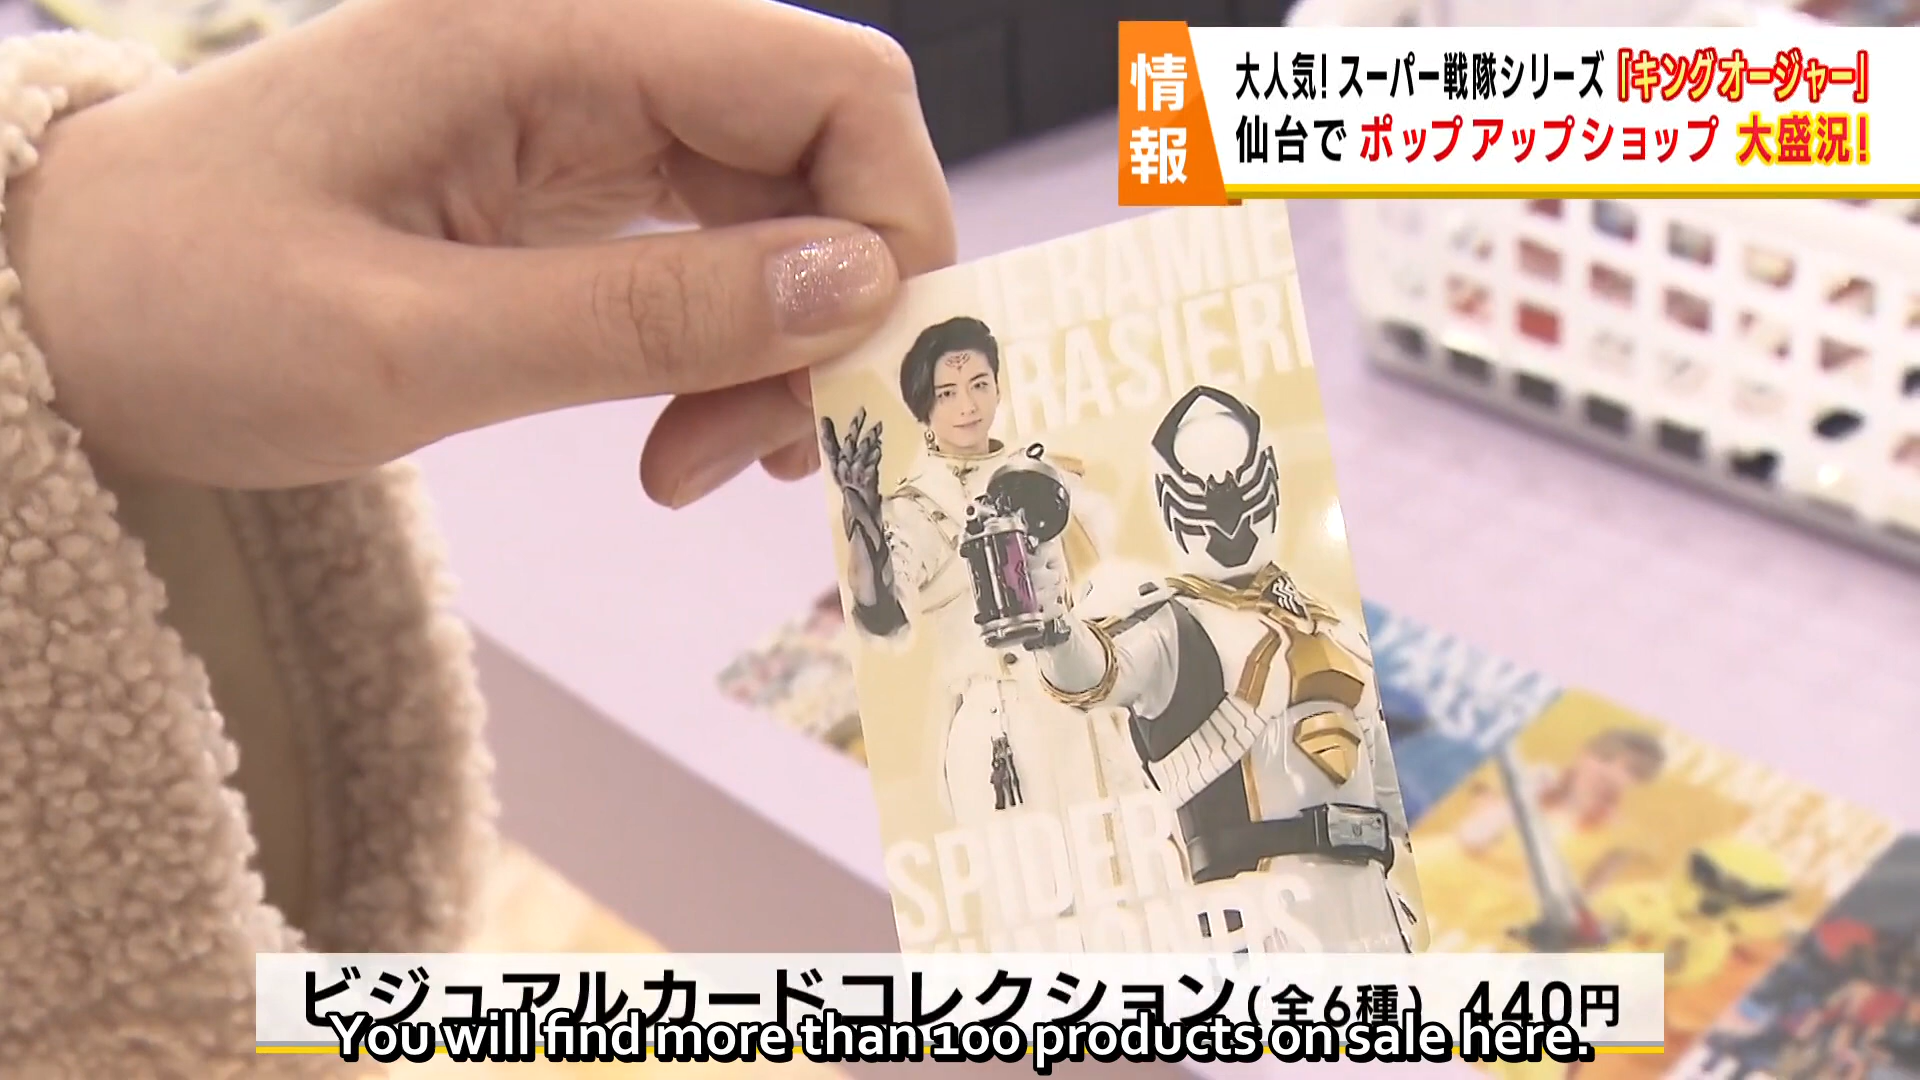 情報
大人気!スーパー戦隊シリーズ「キングオージャー」
仙台で ポップアップショップ 大盛況!
JERAMIE
BRASIERI
SPIDER
KUMONOS
ビジュアルカードコレクション(全6種) 440円
You will find more than 100 products on sale here.